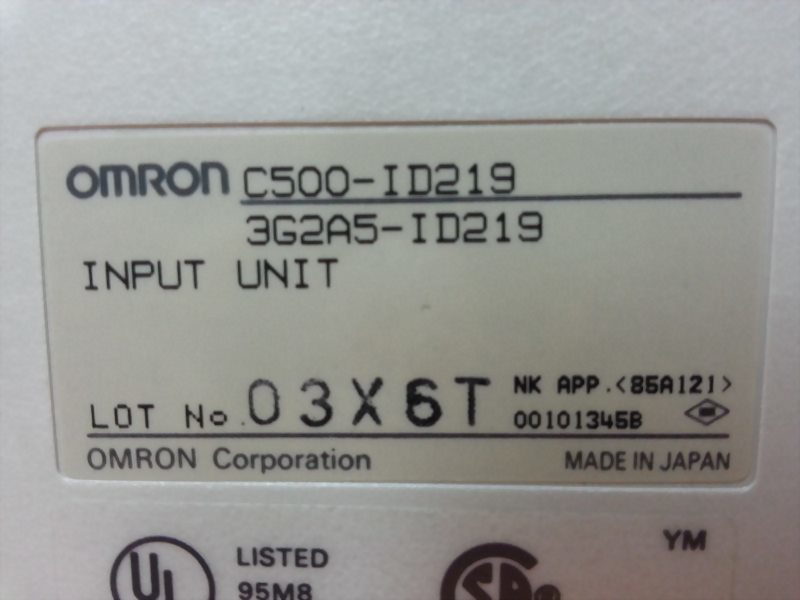 OMRON C500-ID219
3G2A5-ID219
INPUT UNIT
LOT No. 03X6T
NK APP.<85A121>
00101345B
OMRON Corporation MADE IN JAPAN
YM
UL LISTED
95M8